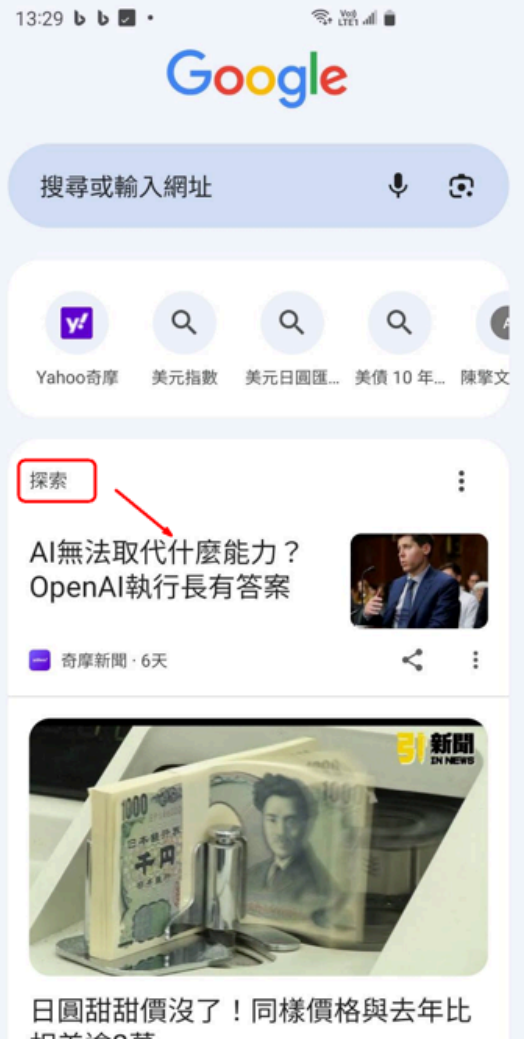 13:29
Google
搜尋或輸入網址
Yahoo奇摩
美元指數
美元日圓匯...
美債 10 年...
陳擎文
探索
AI無法取代什麼能力？
OpenAI執行長有答案
奇摩新聞 · 6天
引新聞
IN NEWS
1000
千円
日圓甜甜價沒了！同樣價格與去年比